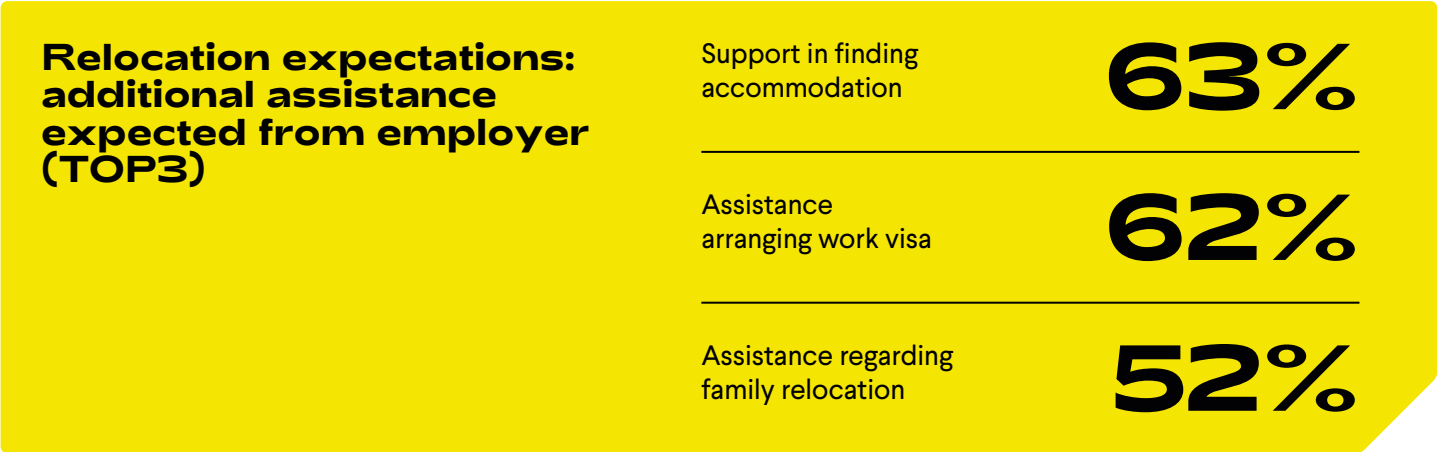 Relocation expectations:
additional assistance
expected from employer
(TOP3)
Support in finding
accommodation
63%
Assistance
arranging work visa
62%
Assistance regarding
family relocation
52%